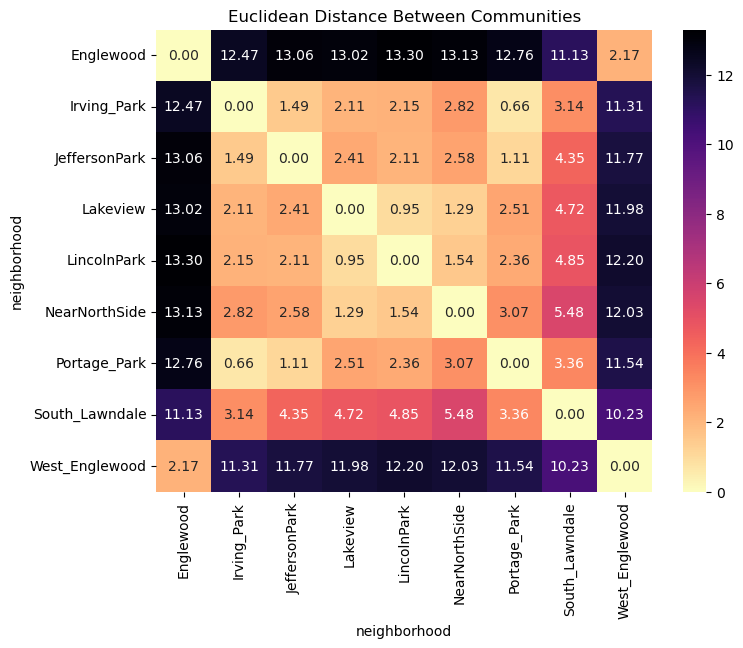 Euclidean Distance Between Communities
Englewood 0.00 12.47 13.06 13.02 13.30 13.13 12.76 11.13 2.17
Irving_Park 12.47 0.00 1.49 2.11 2.15 2.82 0.66 3.14 11.31
JeffersonPark 13.06 1.49 0.00 2.41 2.11 2.58 1.11 4.35 11.77
Lakeview 13.02 2.11 2.41 0.00 0.95 1.29 2.51 4.72 11.98
LincolnPark 13.30 2.15 2.11 0.95 0.00 1.54 2.36 4.85 12.20
NearNorthSide 13.13 2.82 2.58 1.29 1.54 0.00 3.07 5.48 12.03
Portage_Park 12.76 0.66 1.11 2.51 2.36 3.07 0.00 3.36 11.54
South_Lawndale 11.13 3.14 4.35 4.72 4.85 5.48 3.36 0.00 10.23
West_Englewood 2.17 11.31 11.77 11.98 12.20 12.03 11.54 10.23 0.00
neighborhood
Englewood
Irving_Park
JeffersonPark
Lakeview
LincolnPark
NearNorthSide
Portage_Park
South_Lawndale
West_Englewood
neighborhood
12
10
8
6
4
2
0